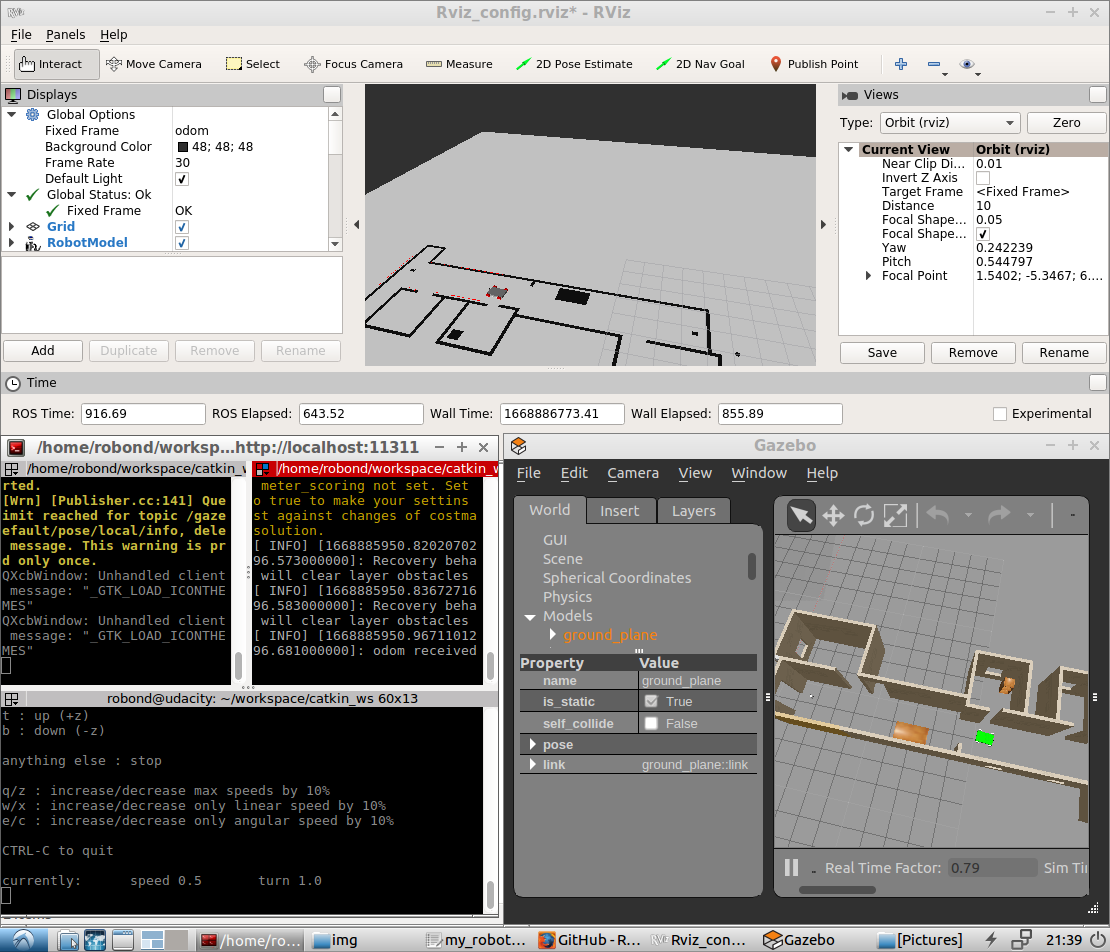 Rviz_config.rviz* - RViz
File Panels Help
Interact Move Camera Select Focus Camera Measure 2D Pose Estimate 2D Nav Goal Publish Point
Displays
Global Options
Fixed Frame odom
Background Color 48; 48; 48
Frame Rate 30
Default Light
Global Status: Ok
Fixed Frame OK
Grid
RobotModel
Add Duplicate Remove Rename
Views
Type: Orbit (rviz) Zero
Current View Orbit (rviz)
Near Clip Di... 0.01
Invert Z Axis
Target Frame <Fixed Frame>
Distance 10
Focal Shape... 0.05
Focal Shape...
Yaw 0.242239
Pitch 0.544797
Focal Point 1.5402; -5.3467; 6....
Save Remove Rename
Time
ROS Time: 916.69 ROS Elapsed: 643.52 Wall Time: 1668886773.41 Wall Elapsed: 855.89 Experimental
/home/robond/worksp...http://localhost:11311
/home/robond/workspace/catkin_w
rted.
[Wrn] [Publisher.cc:141] Que
imit reached for topic /gaze
efault/pose/local/info, dele
message. This warning is pr
d only once.
QXcbWindow: Unhandled client
message: "_GTK_LOAD_ICONTHE
MES"
QXcbWindow: Unhandled client
message: "_GTK_LOAD_ICONTHE
MES"
/home/robond/workspace/catkin_w
meter_scoring not set. Set
o true to make your settins
st against changes of costma
solution.
[ INFO] [1668885950.82020702
96.573000000]: Recovery beha
will clear layer obstacles
[ INFO] [1668885950.83672716
96.583000000]: Recovery beha
will clear layer obstacles
[ INFO] [1668885950.96711012
96.681000000]: odom received
robond@udacity: ~/workspace/catkin_ws 60x13
t : up (+z)
b : down (-z)
anything else : stop
q/z : increase/decrease max speeds by 10%
w/x : increase/decrease only linear speed by 10%
e/c : increase/decrease only angular speed by 10%
CTRL-C to quit
currently: speed 0.5 turn 1.0
Gazebo
File Edit Camera View Window Help
World Insert Layers
GUI
Scene
Spherical Coordinates
Physics
Models
ground_plane
Property Value
name ground_plane
is_static True
self_collide False
pose
link ground_plane::link
Real Time Factor: 0.79 Sim Ti
/home/ro... img my_robot... GitHub - R... Rviz_con... Gazebo [Pictures] 21:39